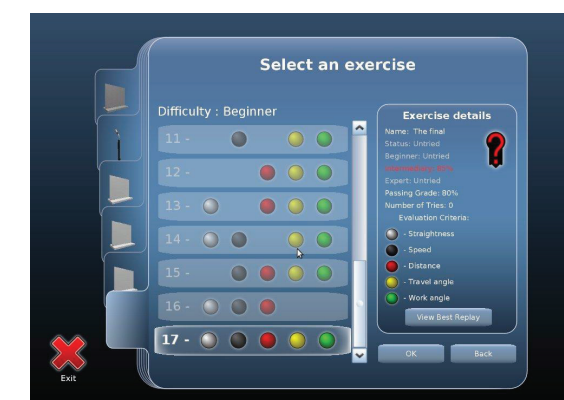 Select an exercise
Difficulty : Beginner
11 -
12 -
13 -
14 -
15 -
16 -
17 -
Exercise details
Name: The final
Status: Untried
Beginner: Untried
Expert: Untried
Passing Grade: 80%
Number of Tries: 0
Evaluation Criteria:
- Straightness
- Speed
- Distance
- Travel angle
- Work angle
View Best Replay
OK
Back
Exit